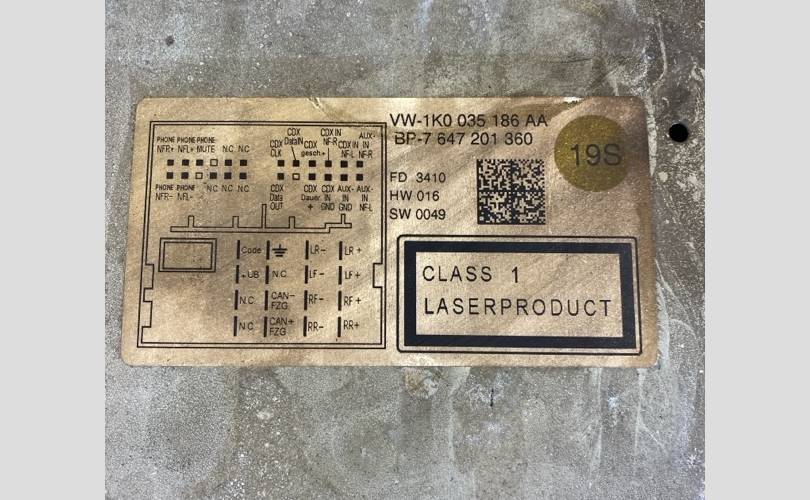 VW-1K0 035 186 AA
BP-7 647 201 360
19S
FD 3410
HW 016
SW 0049
CLASS 1
LASERPRODUCT
PHONE PHONE PHONE
NFR+ NFL+ MUTE N.C. N.C.
PHONE PHONE N.C. N.C. N.C.
NFR- NFL-
CDX CLK
CDX DataIN
gesch.+
CDX IN NF-R
CDX IN NF-L
AUX-IN NF-R
CDX Data OUT
CDX Dauer +
CDX IN GND
AUX-IN GND
AUX-IN NF-L
Code LR- LR+
+UB N.C. LF- LF+
N.C. CAN- FZG RF- RF+
N.C. CAN+ FZG RR- RR+